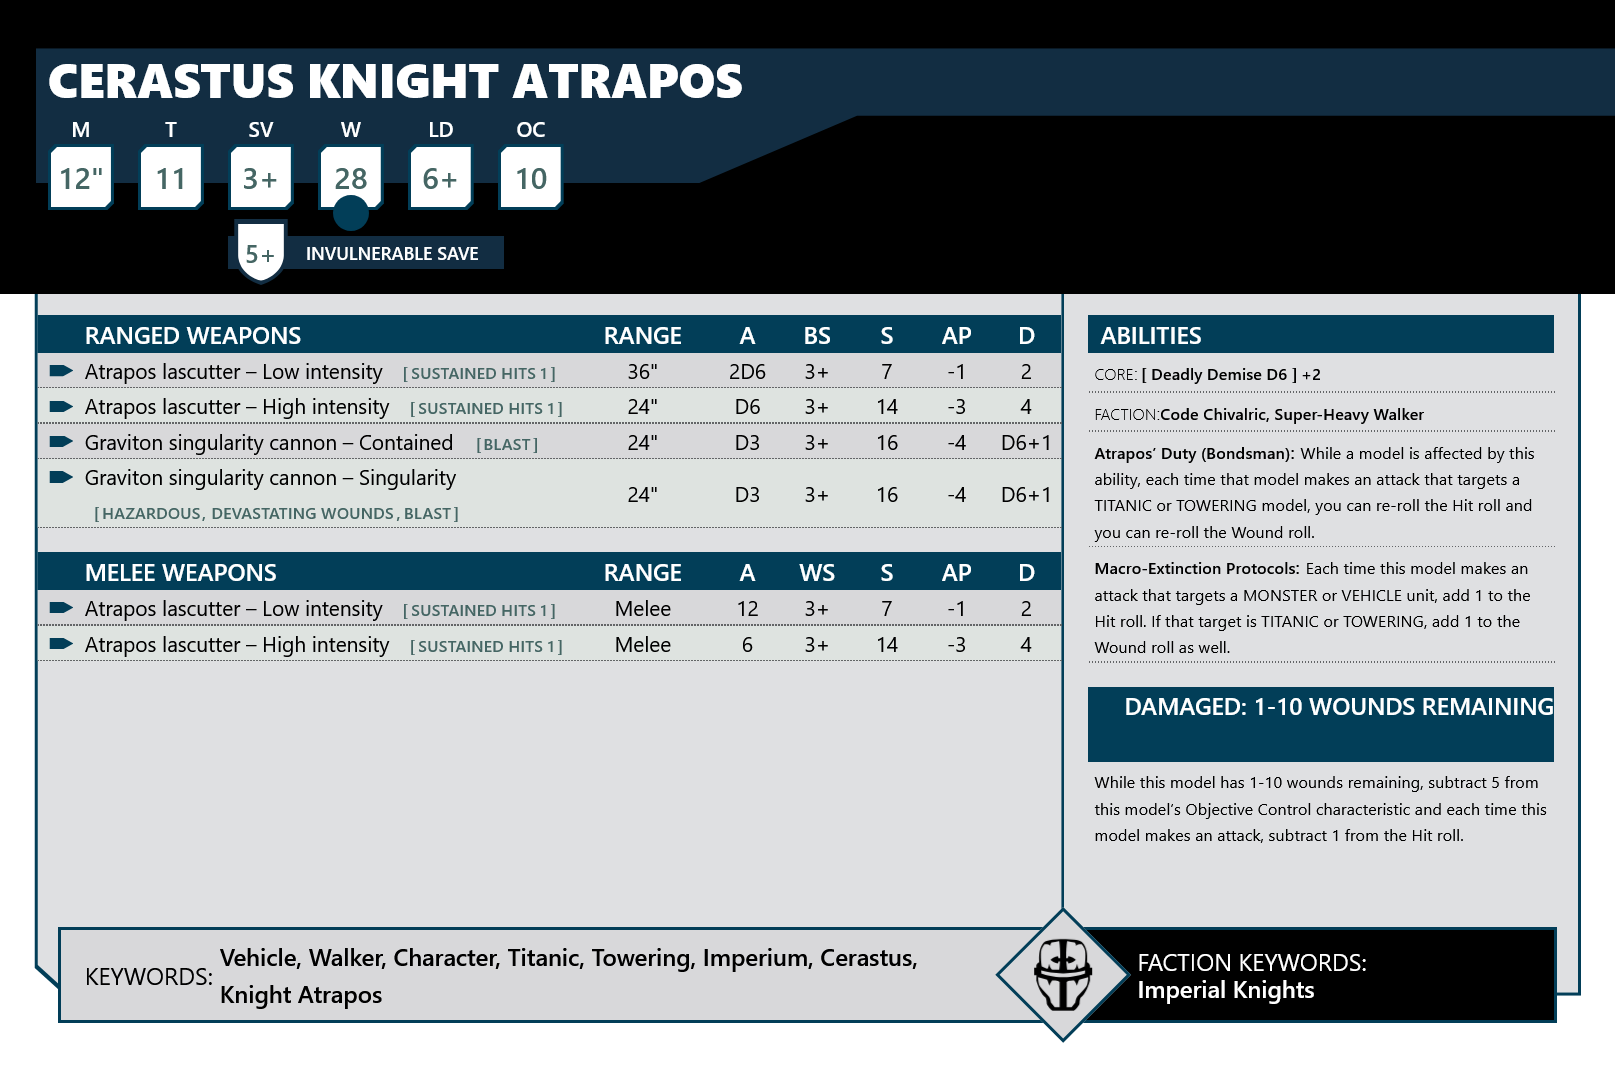 CERASTUS KNIGHT ATRAPOS
M T SV W LD OC
12" 11 3+ 28 6+ 10
5+ INVULNERABLE SAVE
RANGED WEAPONS RANGE A BS S AP D
Atrapos lascutter – Low intensity [ SUSTAINED HITS 1 ] 36" 2D6 3+ 7 -1 2
Atrapos lascutter – High intensity [ SUSTAINED HITS 1 ] 24" D6 3+ 14 -3 4
Graviton singularity cannon – Contained [ BLAST ] 24" D3 3+ 16 -4 D6+1
Graviton singularity cannon – Singularity
[ HAZARDOUS, DEVASTATING WOUNDS, BLAST ] 24" D3 3+ 16 -4 D6+1
MELEE WEAPONS RANGE A WS S AP D
Atrapos lascutter – Low intensity [ SUSTAINED HITS 1 ] Melee 12 3+ 7 -1 2
Atrapos lascutter – High intensity [ SUSTAINED HITS 1 ] Melee 6 3+ 14 -3 4
ABILITIES
CORE: [ Deadly Demise D6 ] +2
FACTION:Code Chivalric, Super-Heavy Walker
Atrapos’ Duty (Bondsman): While a model is affected by this
ability, each time that model makes an attack that targets a
TITANIC or TOWERING model, you can re-roll the Hit roll and
you can re-roll the Wound roll.
Macro-Extinction Protocols: Each time this model makes an
attack that targets a MONSTER or VEHICLE unit, add 1 to the
Hit roll. If that target is TITANIC or TOWERING, add 1 to the
Wound roll as well.
DAMAGED: 1-10 WOUNDS REMAINING
While this model has 1-10 wounds remaining, subtract 5 from
this model’s Objective Control characteristic and each time this
model makes an attack, subtract 1 from the Hit roll.
KEYWORDS: Vehicle, Walker, Character, Titanic, Towering, Imperium, Cerastus,
Knight Atrapos
FACTION KEYWORDS:
Imperial Knights